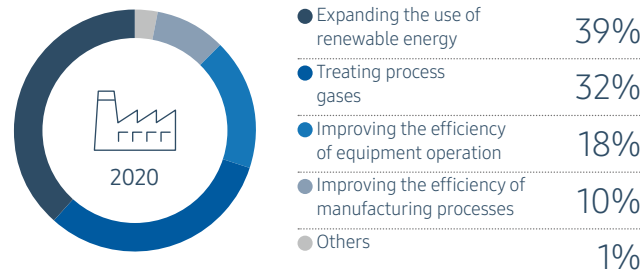 2020
Expanding the use of
renewable energy
39%
Treating process
gases
32%
Improving the efficiency
of equipment operation
18%
Improving the efficiency of
manufacturing processes
10%
Others
1%